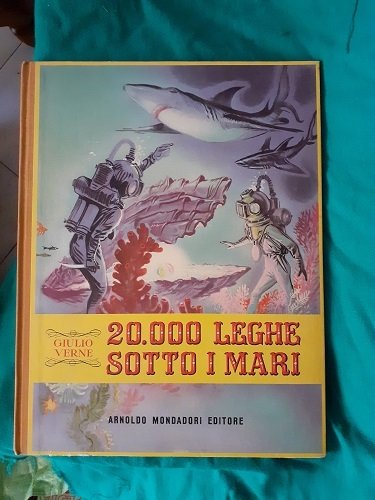 GIULIO
VERNE
20.000 LEGHE
SOTTO I MARI
ARNOLDO MONDADORI EDITORE